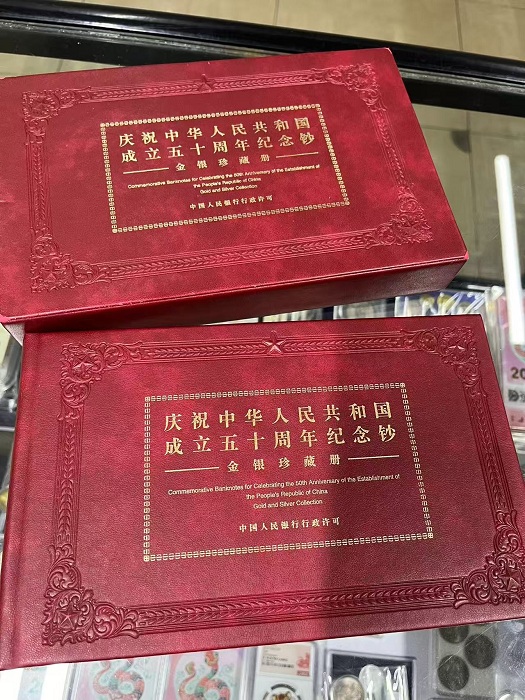 庆祝中华人民共和国
成立五十周年纪念钞
金银珍藏册
Commemorative Banknotes for Celebrating the 50th Anniversary of the Establishment of
the People's Republic of China
Gold and Silver Collection
中国人民银行行政许可
庆祝中华人民共和国
成立五十周年纪念钞
金银珍藏册
Commemorative Banknotes for Celebrating the 50th Anniversary of the Establishment of
the People's Republic of China
Gold and Silver Collection
中国人民银行行政许可